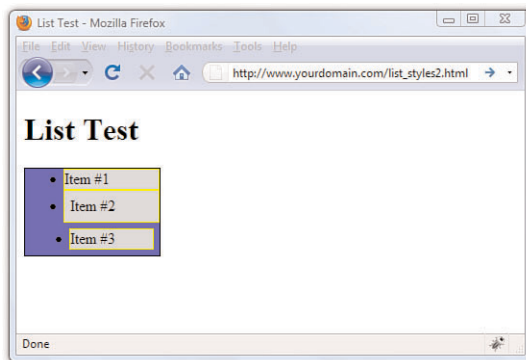 List Test - Mozilla Firefox
File Edit View History Bookmarks Tools Help
http://www.yourdomain.com/list_styles2.html
List Test
• Item #1
• Item #2
• Item #3
Done